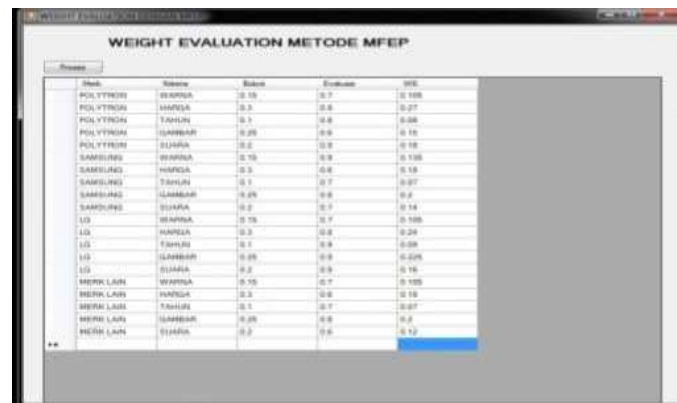 WEIGHT EVALUATION DENGAN MFEP
WEIGHT EVALUATION METODE MFEP
Process
Merk Kriteria Bobot Evaluasi WE
POLYTRON WARNA 0.15 0.7 0.105
POLYTRON HARGA 0.3 0.9 0.27
POLYTRON TAHUN 0.1 0.8 0.08
POLYTRON GAMBAR 0.25 0.6 0.15
POLYTRON SUARA 0.2 0.9 0.18
SAMSUNG WARNA 0.15 0.9 0.135
SAMSUNG HARGA 0.3 0.6 0.18
SAMSUNG TAHUN 0.1 0.7 0.07
SAMSUNG GAMBAR 0.25 0.8 0.2
SAMSUNG SUARA 0.2 0.7 0.14
LG WARNA 0.15 0.7 0.105
LG HARGA 0.3 0.8 0.24
LG TAHUN 0.1 0.9 0.09
LG GAMBAR 0.25 0.9 0.225
LG SUARA 0.2 0.8 0.16
MERK LAIN WARNA 0.15 0.7 0.105
MERK LAIN HARGA 0.3 0.6 0.18
MERK LAIN TAHUN 0.1 0.7 0.07
MERK LAIN GAMBAR 0.25 0.8 0.2
MERK LAIN SUARA 0.2 0.6 0.12